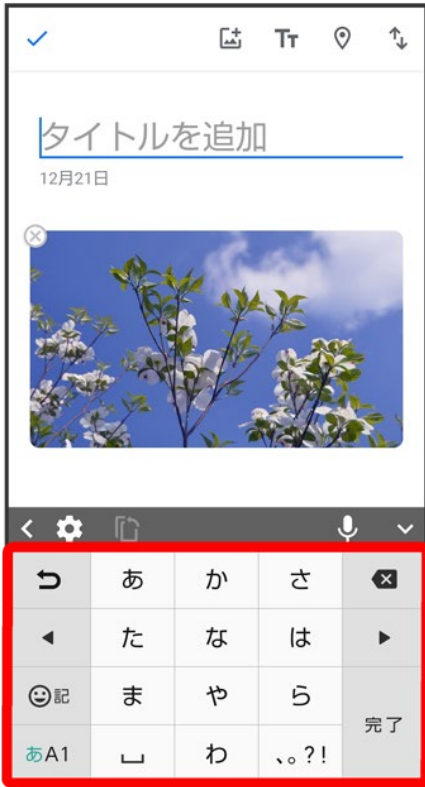 Tт
タイトルを追加
12月21日
あ か さ
た な は
記 ま や ら
完了
あA1 わ 、。?!